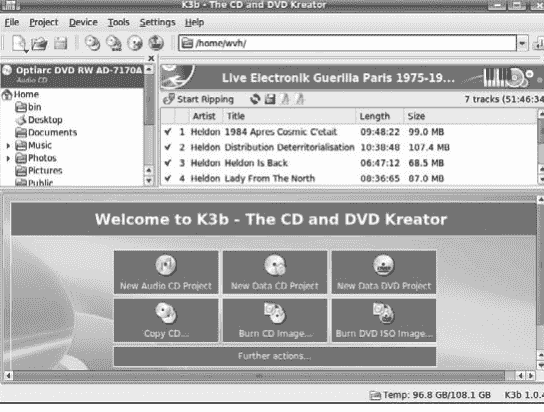 K3b - The CD and DVD Kreator
File Project Device Tools Settings Help
/home/wvh/
Optiarc DVD RW AD-7170A
Audio CD
Live Electronik Guerilla Paris 1975-19...
Home
Start Ripping
7 tracks (51:46:34
bin
Artist Title Length Size
Desktop
1 Heldon 1984 Apres Cosmic C'etait 09:48:22 99.0 MB
Documents
2 Heldon Distribution Deterritorialisation 10:38:48 107.4 MB
Music
3 Heldon Heldon Is Back 06:47:12 68.5 MB
Photos
4 Heldon Lady From The North 08:36:65 87.0 MB
Pictures
Public
Welcome to K3b - The CD and DVD Kreator
New Audio CD Project New Data CD Project New Data DVD Project
Copy CD... Burn CD Image... Burn DVD ISO Image...
Further actions...
Temp: 96.8 GB/108.1 GB K3b 1.0.4